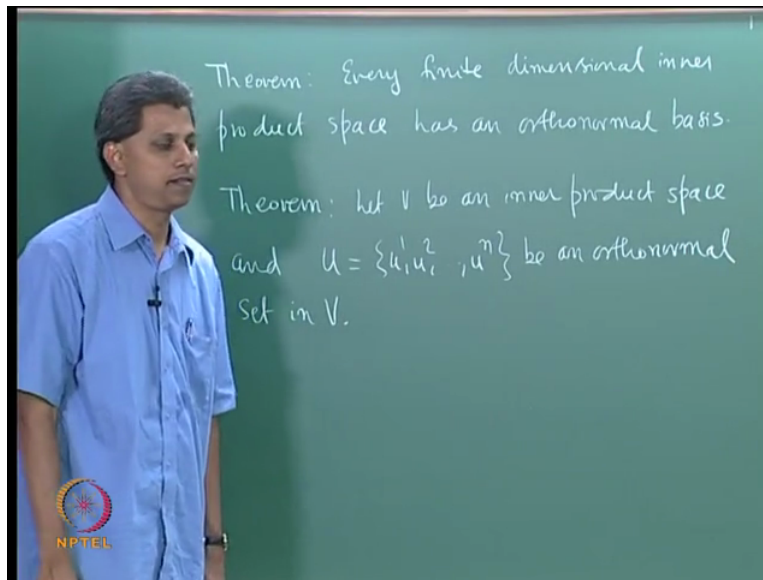 Theorem: Every finite dimensional inner
product space has an orthonormal basis.
Theorem: Let V be an inner product space
and U = {u¹, u², ., uⁿ} be an orthonormal
set in V.
NPTEL